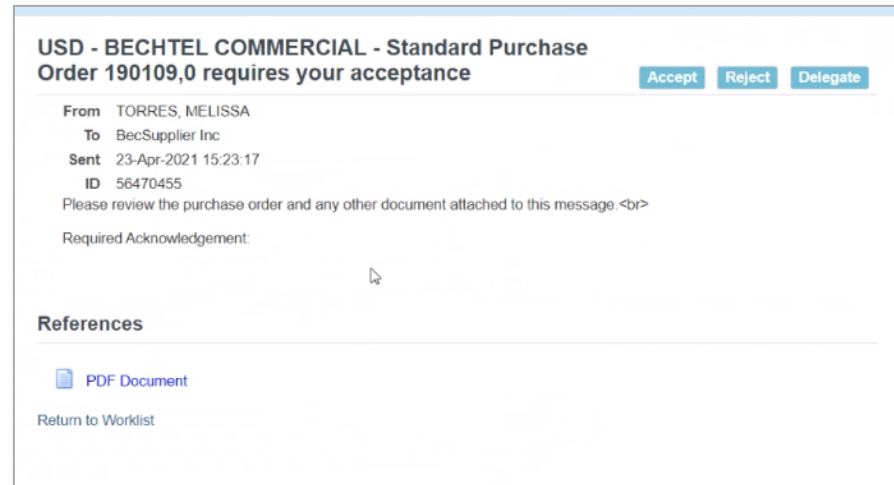 USD - BECHTEL COMMERCIAL - Standard Purchase
Order 190109,0 requires your acceptance
Accept Reject Delegate
From TORRES, MELISSA
To BecSupplier Inc
Sent 23-Apr-2021 15:23:17
ID 56470455
Please review the purchase order and any other document attached to this message.<br>
Required Acknowledgement:
References
PDF Document
Return to Worklist